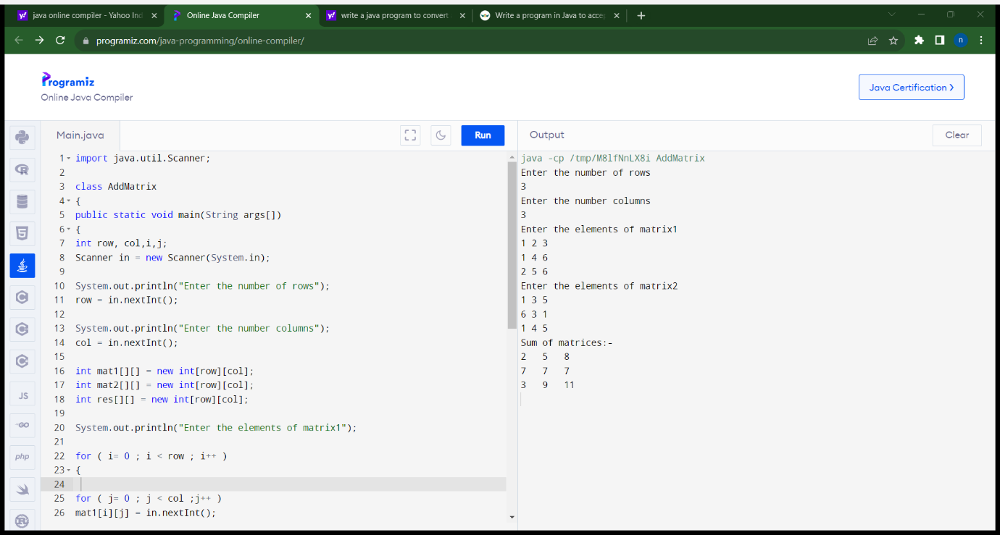 java online compiler - Yahoo Ind
Online Java Compiler
write a java program to convert
Write a program in Java to acce
programiz.com/java-programming/online-compiler/
n
Programiz
Online Java Compiler
Java Certification >
Main.java
Run
Output
Clear
1 import java.util.Scanner;
2
3 class AddMatrix
4 {
5 public static void main(String args[])
6 {
7 int row, col,i,j;
8 Scanner in = new Scanner(System.in);
9
10 System.out.println("Enter the number of rows");
11 row = in.nextInt();
12
13 System.out.println("Enter the number columns");
14 col = in.nextInt();
15
16 int mat1[][] = new int[row][col];
17 int mat2[][] = new int[row][col];
18 int res[][] = new int[row][col];
19
20 System.out.println("Enter the elements of matrix1");
21
22 for ( i= 0 ; i < row ; i++ )
23 {
24
25 for ( j= 0 ; j < col ;j++ )
26 mat1[i][j] = in.nextInt();
JS
GO
php
java -cp /tmp/M8lfNnLX8i AddMatrix
Enter the number of rows
3
Enter the number columns
3
Enter the elements of matrix1
1 2 3
1 4 6
2 5 6
Enter the elements of matrix2
1 3 5
6 3 1
1 4 5
Sum of matrices:-
2 5 8
7 7 7
3 9 11